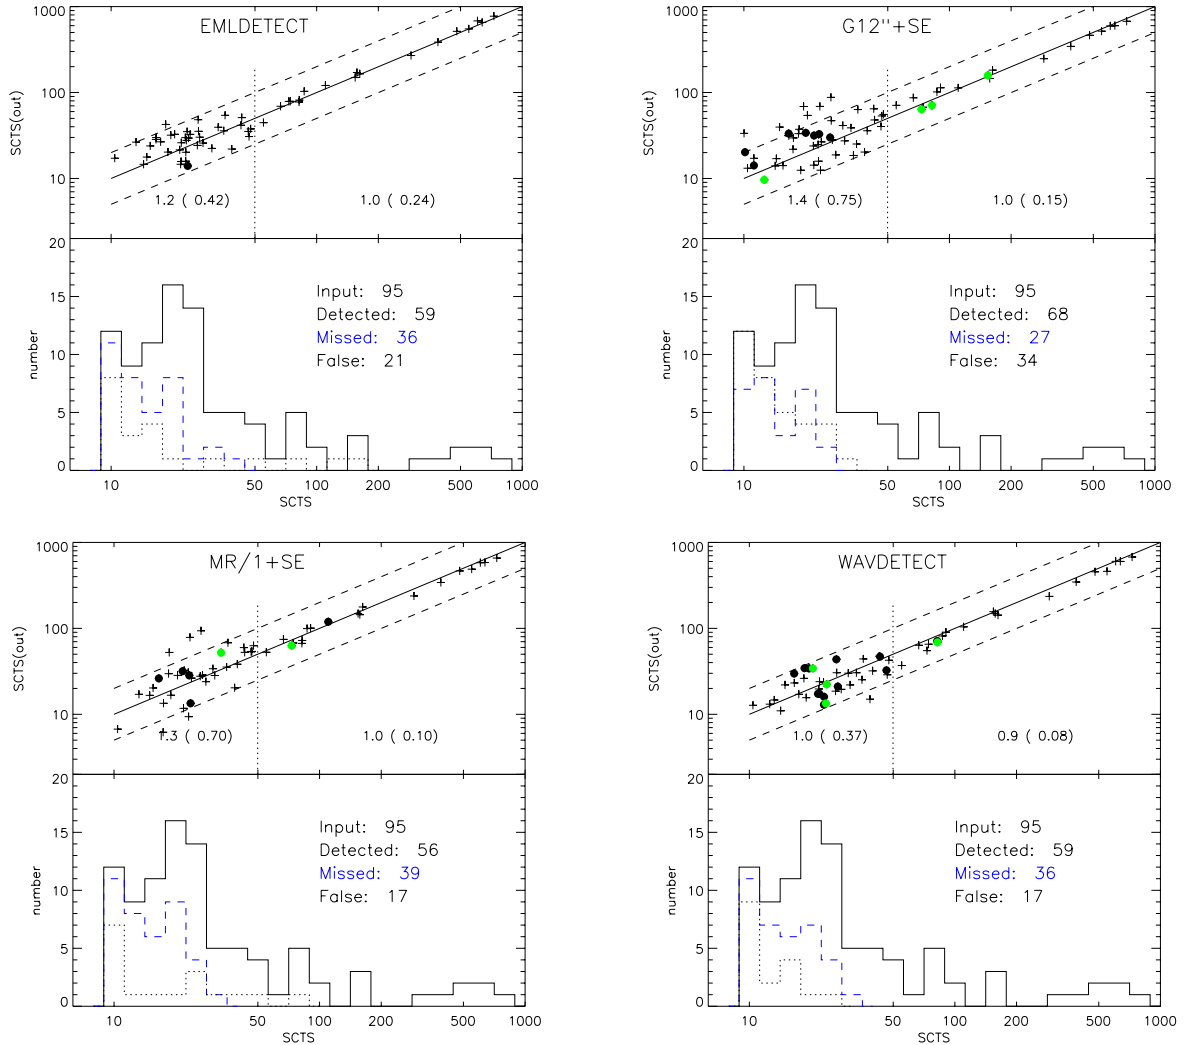 EMLDETECT
SCTS(out)
1000
100
10
1.2 ( 0.42)
1.0 ( 0.24)
number
20
15
10
5
0
Input: 95
Detected: 59
Missed: 36
False: 21
10
50
100
200
500
1000
SCTS
G12"+SE
SCTS(out)
1000
100
10
1.4 ( 0.75)
1.0 ( 0.15)
number
20
15
10
5
0
Input: 95
Detected: 68
Missed: 27
False: 34
10
50
100
200
500
1000
SCTS
MR/1+SE
SCTS(out)
1000
100
10
1.3 ( 0.70)
1.0 ( 0.10)
number
20
15
10
5
0
Input: 95
Detected: 56
Missed: 39
False: 17
10
50
100
200
500
1000
SCTS
WAVDETECT
SCTS(out)
1000
100
10
1.0 ( 0.37)
0.9 ( 0.08)
number
20
15
10
5
0
Input: 95
Detected: 59
Missed: 36
False: 17
10
50
100
200
500
1000
SCTS